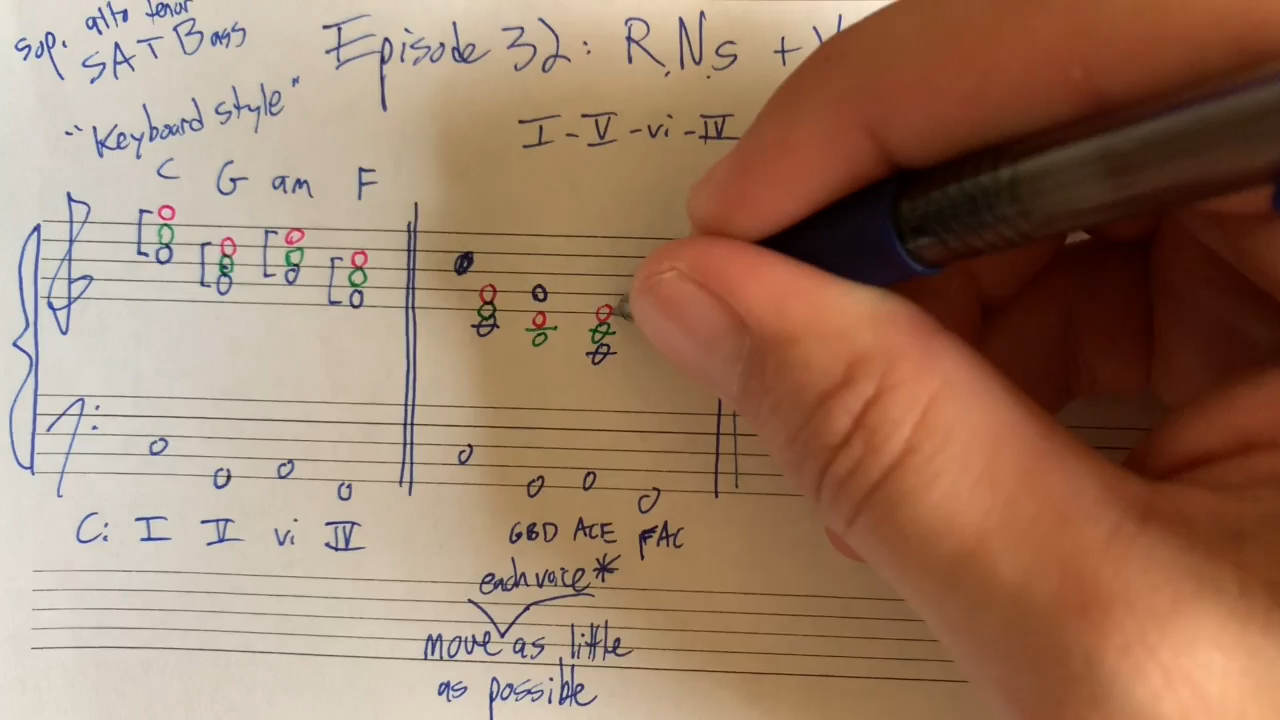 sop. alto tenor
SATBass
Episode 32: R.N.s +
"Keyboard style"
I - V - vi - IV
C G am F
C: I V vi IV
GBD ACE FAC
each voice*
move as little
as possible